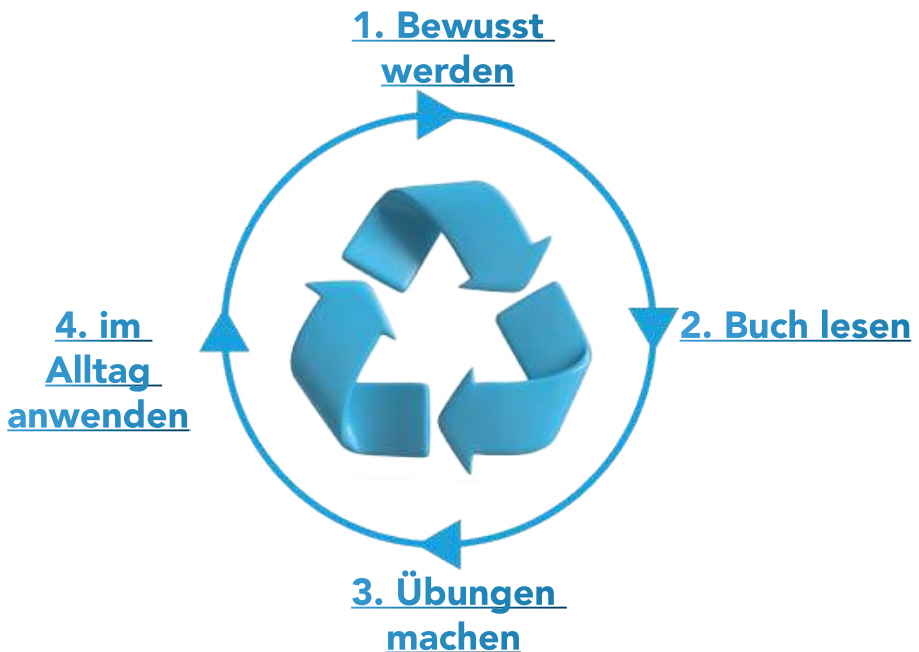 1. Bewusst
werden
2. Buch lesen
3. Übungen
machen
4. im
Alltag
anwenden